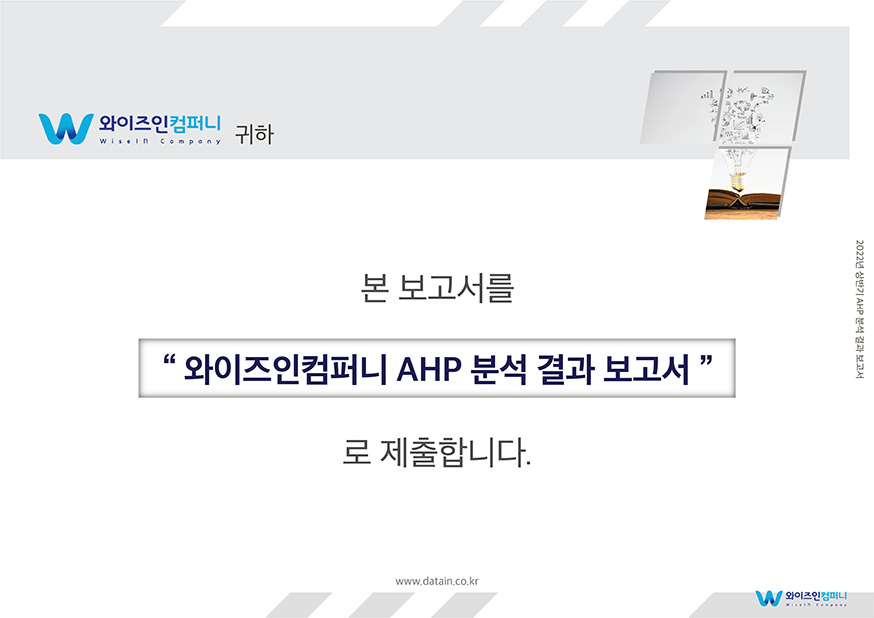 와이즈인컴퍼니
WiseIn Company
귀하
본 보고서를
“ 와이즈인컴퍼니 AHP 분석 결과 보고서 ”
로 제출합니다.
2022년 상반기 AHP 분석 결과 보고서
www.datain.co.kr
와이즈인컴퍼니
WiseIn Company